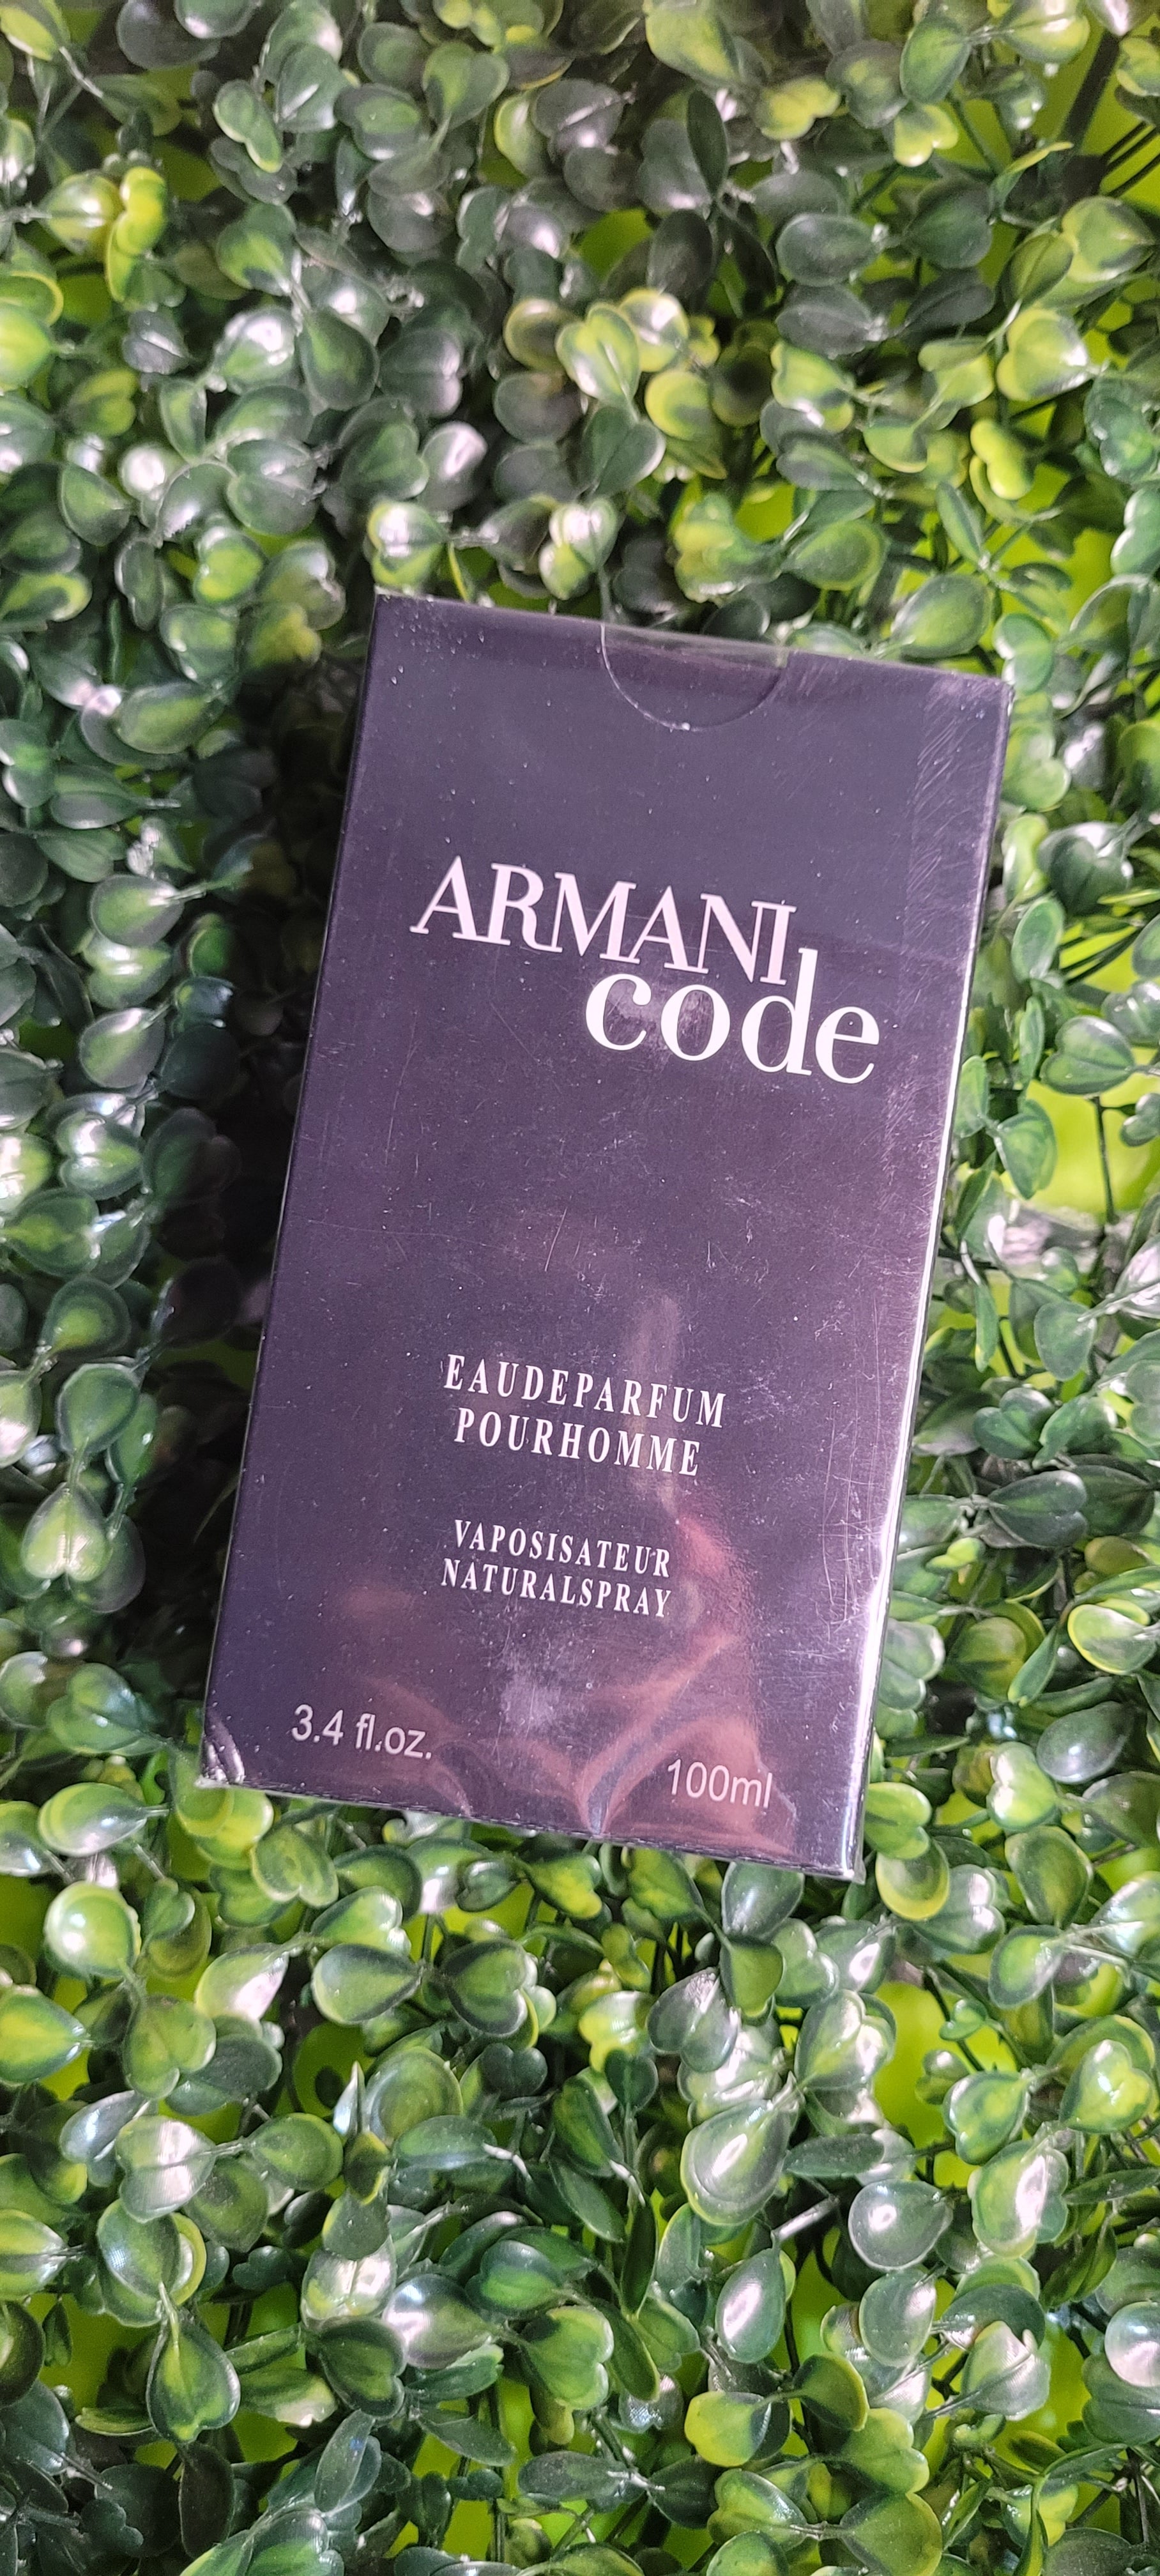 ARMANI
code
EAUDEPARFUM
POURHOMME
VAPOSISATEUR
NATURALSPRAY
3.4 fl.oz.
100ml